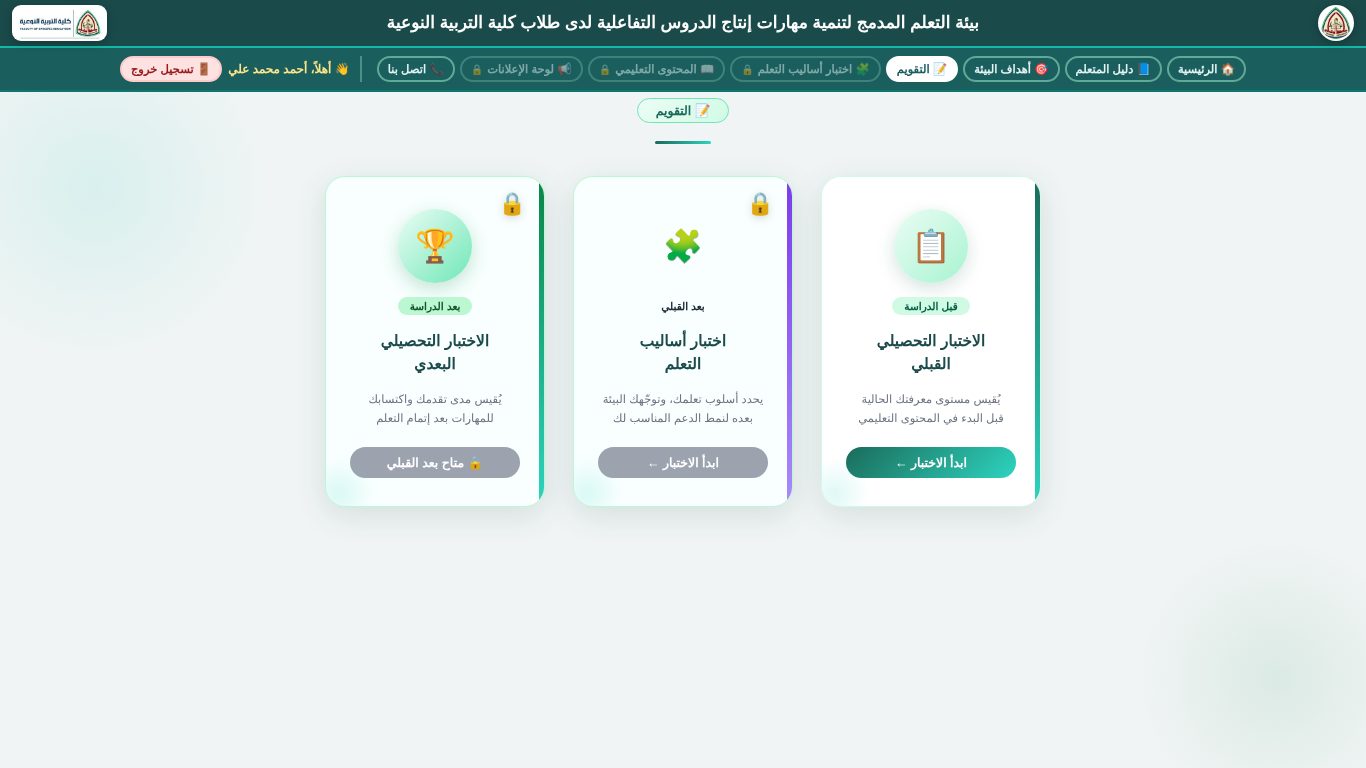 بيئة التعلم المدمج لتنمية مهارات إنتاج الدروس التفاعلية لدى طلاب كلية التربية النوعية
كلية التربية النوعية
FACULTY OF SPECIFIC EDUCATION
🏠 الرئيسية
📘 دليل المتعلم
🎯 أهداف البيئة
📝 التقويم
🧩 اختبار أساليب التعلم 🔒
📖 المحتوى التعليمي 🔒
📢 لوحة الإعلانات 🔒
📞 اتصل بنا
👋 أهلاً، أحمد محمد علي
🚪 تسجيل خروج
📝 التقويم
قبل الدراسة
الاختبار التحصيلي
القبلي
يُقيس مستوى معرفتك الحالية
قبل البدء في المحتوى التعليمي
ابدأ الاختبار ←
بعد القبلي
اختبار أساليب
التعلم
يحدد أسلوب تعلمك، وتوجّهك البيئة
بعده لنمط الدعم المناسب لك
ابدأ الاختبار ←
بعد الدراسة
الاختبار التحصيلي
البعدي
يُقيس مدى تقدمك واكتسابك
للمهارات بعد إتمام التعلم
🔒 متاح بعد القبلي